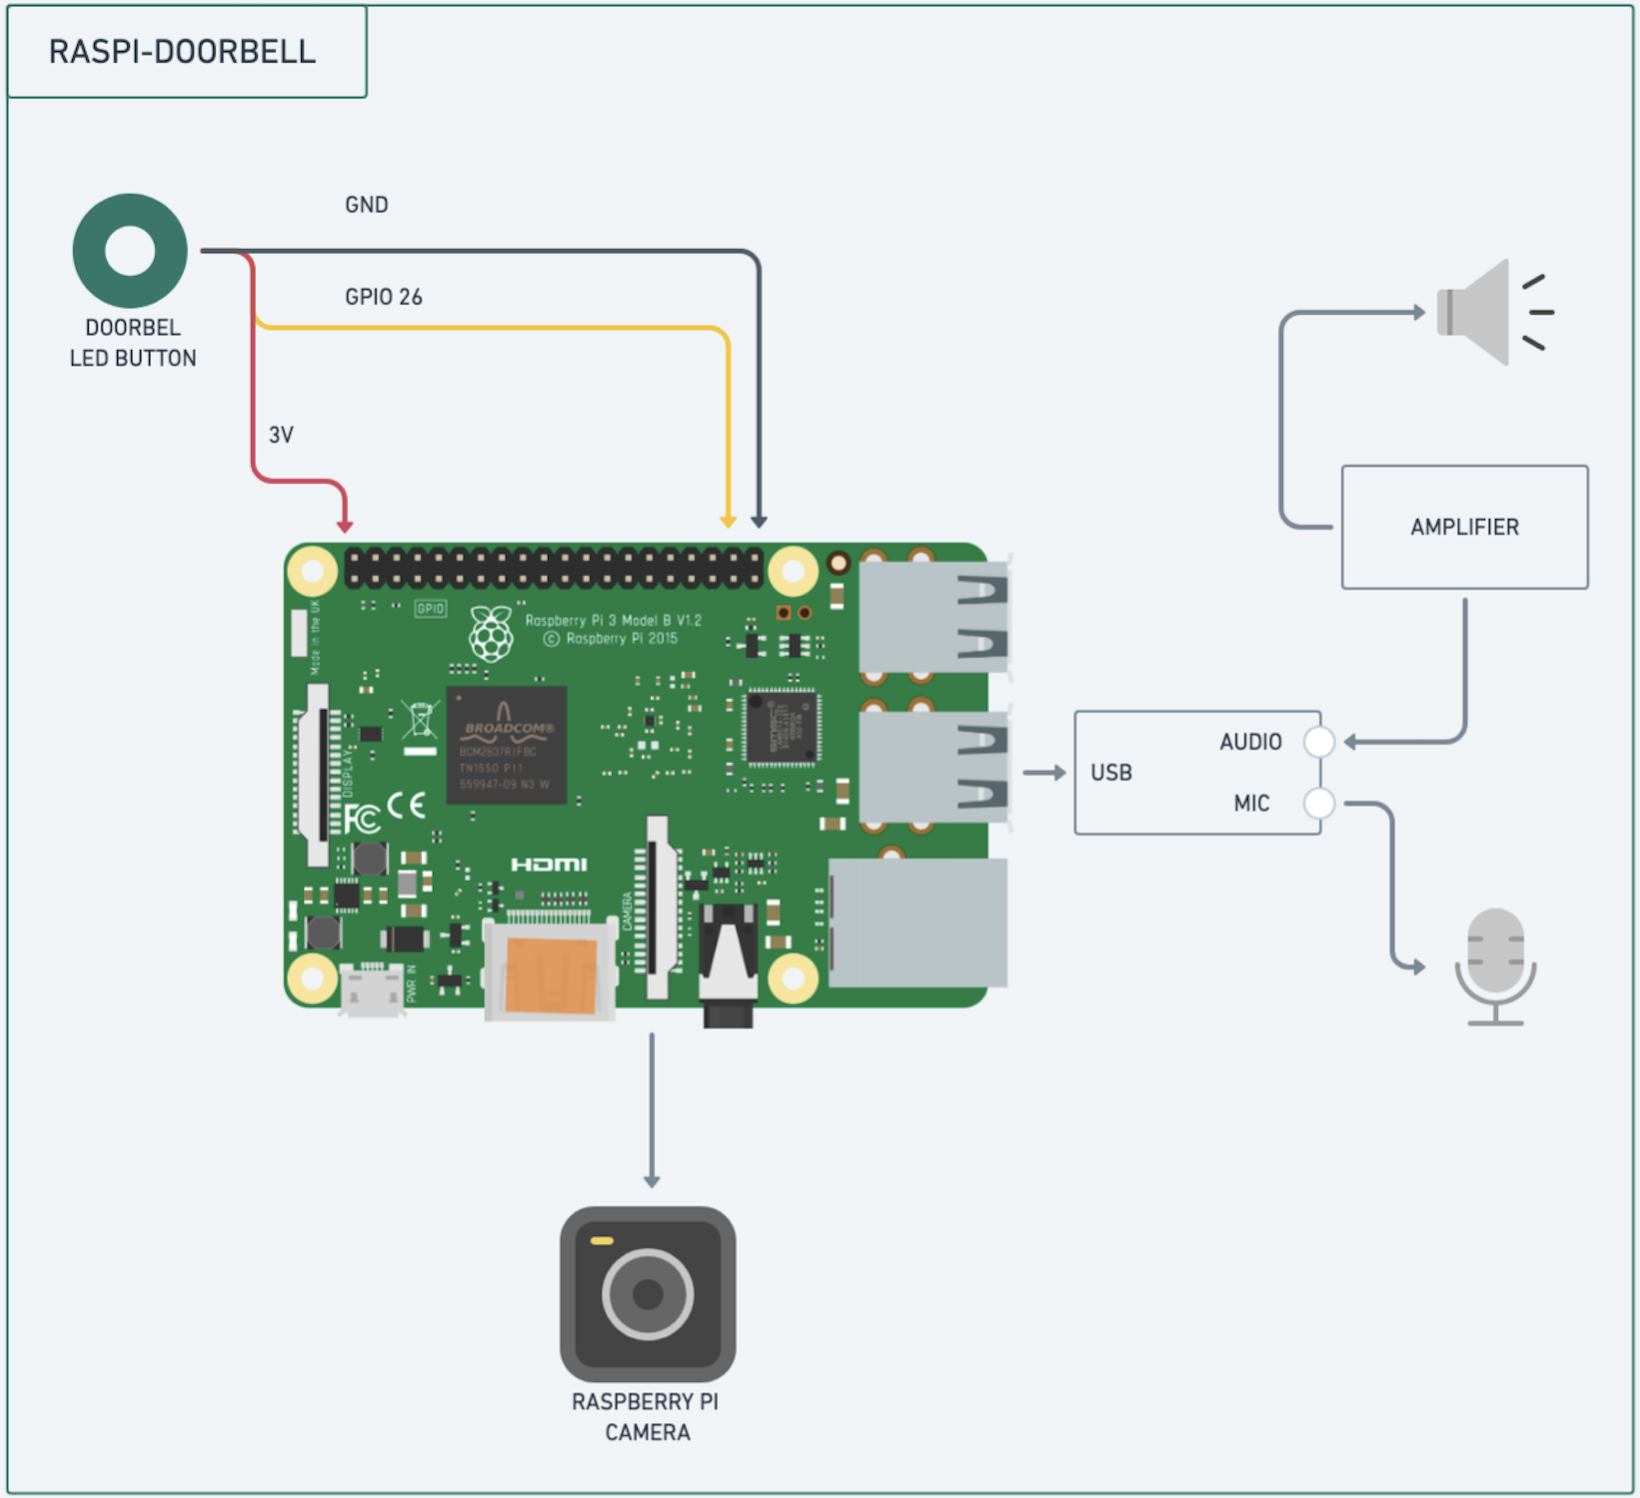 RASPI-DOORBELL
GND
GPIO 26
DOORBEL
LED BUTTON
3V
AMPLIFIER
GPIO
Raspberry Pi 3 Model B V1.2
© Raspberry Pi 2015
Made in the UK
BROADCOM®
BCM2837RIFBC
TN1550 P11
559947-09 N3 W
DISPLAY
FC CE
HDMI
CAMERA
PWR IN
USB
AUDIO
MIC
RASPBERRY PI
CAMERA